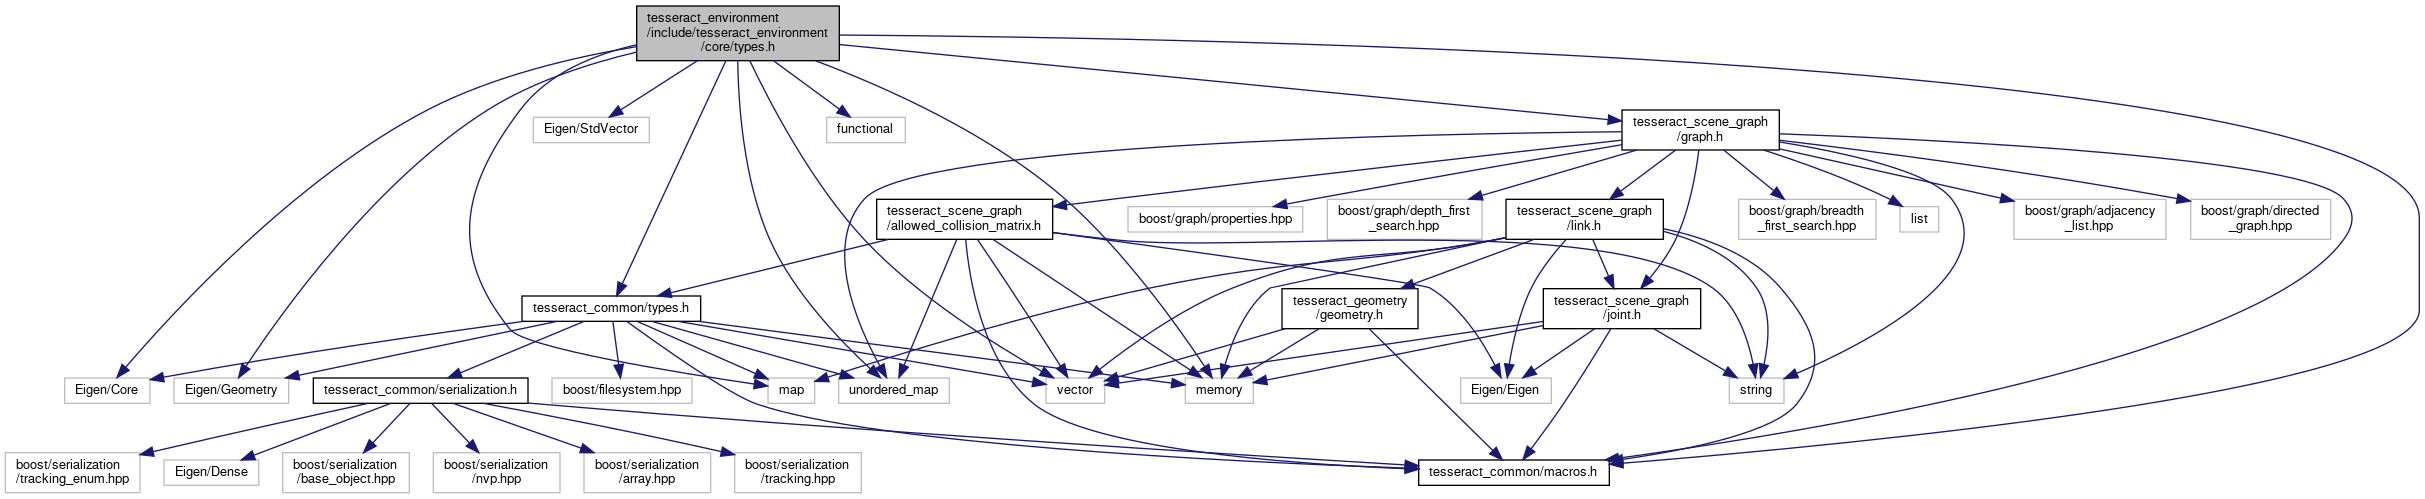 tesseract_environment
/include/tesseract_environment
/core/types.h
tesseract_scene_graph
/graph.h
Eigen/StdVector
functional
tesseract_scene_graph
/allowed_collision_matrix.h
boost/graph/properties.hpp
boost/graph/depth_first
_search.hpp
tesseract_scene_graph
/link.h
boost/graph/breadth
_first_search.hpp
list
boost/graph/adjacency
_list.hpp
boost/graph/directed
_graph.hpp
tesseract_common/types.h
tesseract_geometry
/geometry.h
tesseract_scene_graph
/joint.h
Eigen/Core
Eigen/Geometry
tesseract_common/serialization.h
boost/filesystem.hpp
map
unordered_map
vector
memory
Eigen/Eigen
string
boost/serialization
/tracking_enum.hpp
Eigen/Dense
boost/serialization
/base_object.hpp
boost/serialization
/nvp.hpp
boost/serialization
/array.hpp
boost/serialization
/tracking.hpp
tesseract_common/macros.h